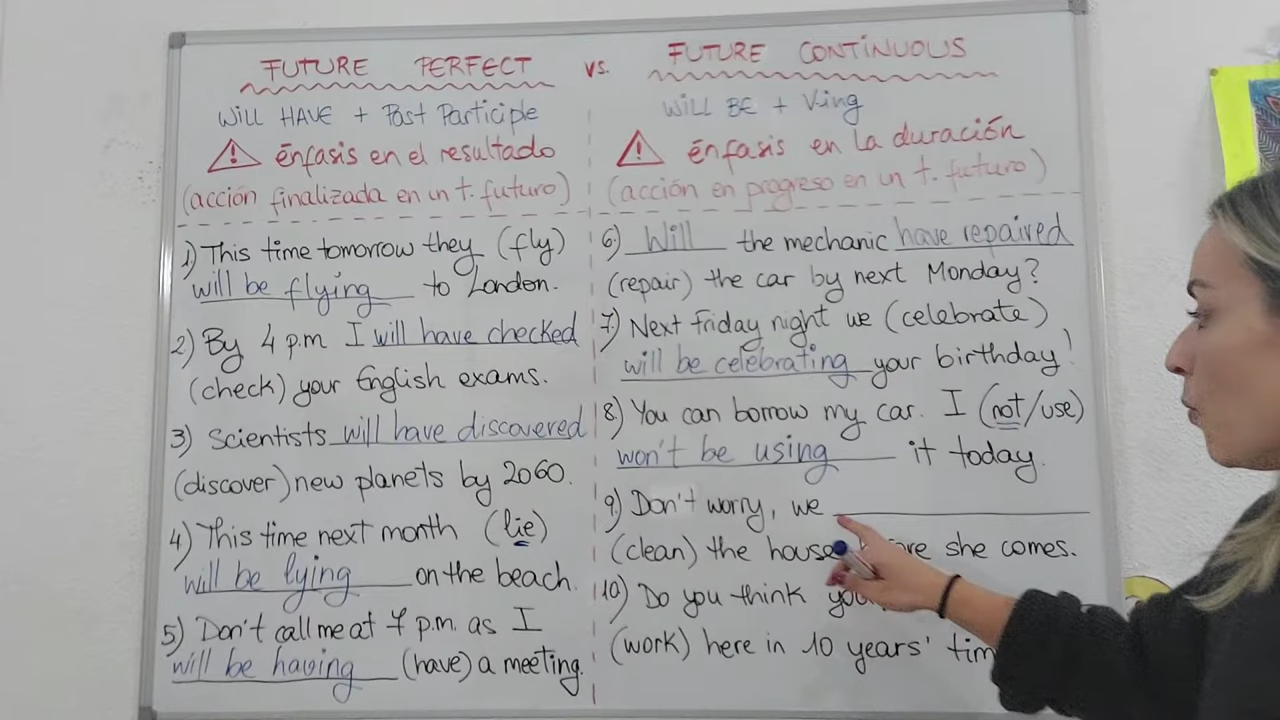 FUTURE PERFECT vs. FUTURE CONTINUOUS
WILL HAVE + Past Participle
⚠ énfasis en el resultado
(acción finalizada en un t. futuro)
1) This time tomorrow they (fly)
will be flying to London.
2) By 4 p.m I will have checked
(check) your English exams.
3) Scientists will have discovered
(discover) new planets by 2060.
4) This time next month (lie)
will be lying on the beach.
5) Don't call me at 7 p.m. as I
will be having (have) a meeting.
WILL BE + Ving
⚠ énfasis en la duración
(acción en progreso en un t. futuro)
6) Will the mechanic have repaired
(repair) the car by next Monday?
7) Next Friday night we (celebrate)
will be celebrating your birthday!
8) You can borrow my car. I (not/use)
won't be using it today.
9) Don't worry, we
(clean) the house she comes.
10) Do you think
(work) here in 10 years'